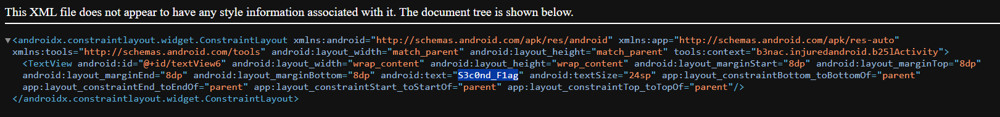 This XML file does not appear to have any style information associated with it. The document tree is shown below.
▼<androidx.constraintlayout.widget.ConstraintLayout xmlns:android="http://schemas.android.com/apk/res/android" xmlns:app="http://schemas.android.com/apk/res-auto"
xmlns:tools="http://schemas.android.com/tools" android:layout_width="match_parent" android:layout_height="match_parent" tools:context="b3nac.injuredandroid.b25lActivity">
<TextView android:id="@+id/textView6" android:layout_width="wrap_content" android:layout_height="wrap_content" android:layout_marginStart="8dp" android:layout_marginTop="8dp"
android:layout_marginEnd="8dp" android:layout_marginBottom="8dp" android:text="S3c0nd_F1ag" android:textSize="24sp" app:layout_constraintBottom_toBottomOf="parent"
app:layout_constraintEnd_toEndOf="parent" app:layout_constraintStart_toStartOf="parent" app:layout_constraintTop_toTopOf="parent"/>
</androidx.constraintlayout.widget.ConstraintLayout>